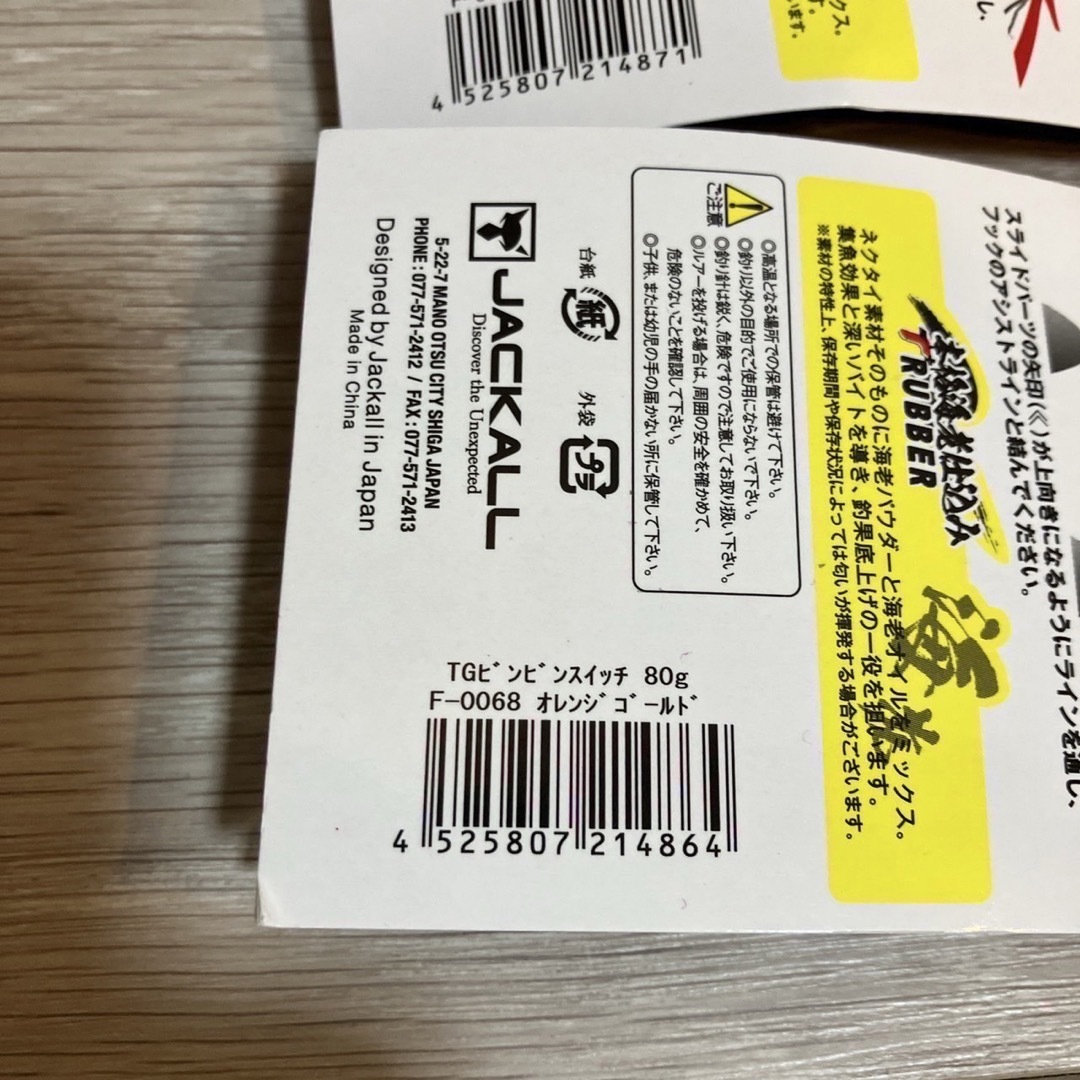 4 525807 214871
ックス。
す。
います。
し、
スライドパーツの矢印(≪)が上向きになるようにラインを通し、
フックのアシストラインと結んでください。
海老仕込み
RUBBER
ネクタイ素材そのものに海老パウダーと海老オイルをミックス。
集魚効果と深いバイトを導き、釣果底上げの一役を担います。
※素材の特性上、保存期間や保存状況によっては匂いが揮発する場合がございます。
ご注意
○高温となる場所での保管は避けて下さい。
○釣り以外の目的でご使用にならないで下さい。
○釣り針は鋭く、危険ですので注意してお取り扱い下さい。
○ルアーを投げる場合は、周囲の安全を確かめて、
危険のないことを確認して下さい。
○子供、または幼児の手の届かない所に保管して下さい。
台紙
紙
外袋
プラ
JACKALL
Discover the Unexpected
5-22-7 MANO OTSU CITY SHIGA JAPAN
PHONE : 077-571-2412 / FAX : 077-571-2413
Designed by Jackall in Japan
Made in China
TGビンビンスイッチ 80g
F-0068 オレンジゴールド
4 525807 214864